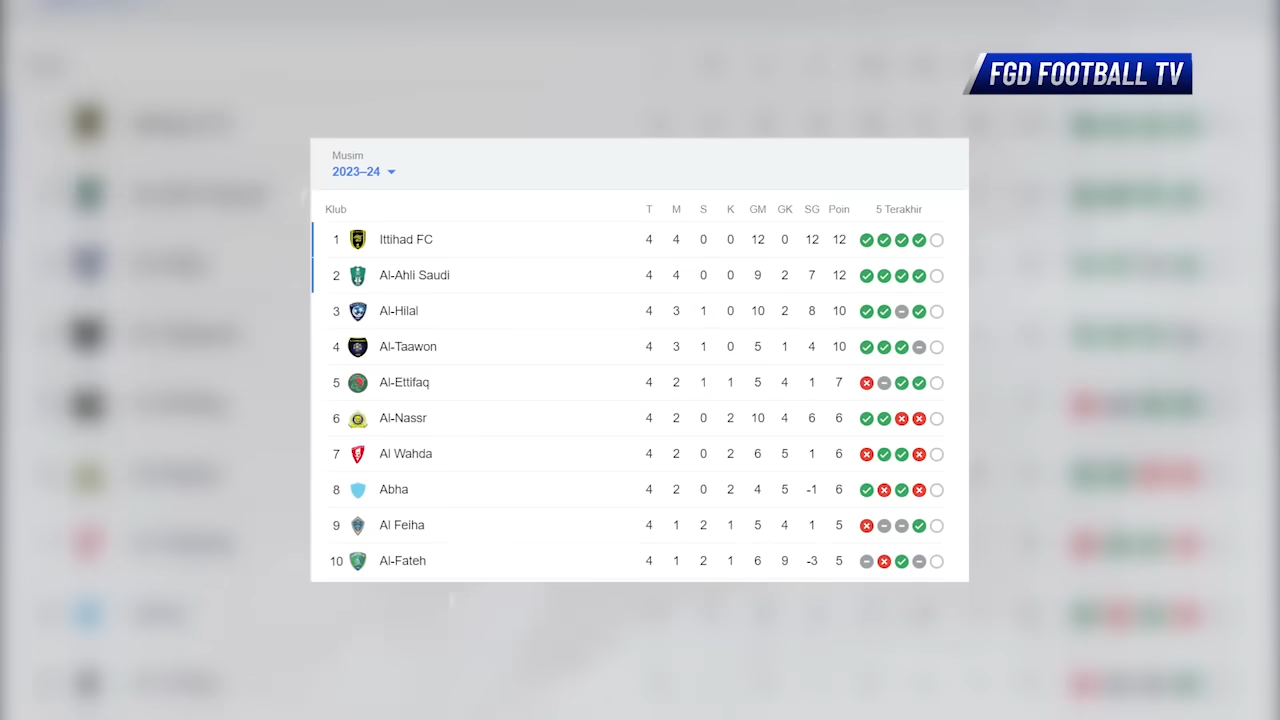 FGD FOOTBALL TV
Musim
2023–24
Klub T M S K GM GK SG Poin 5 Terakhir
1 Ittihad FC 4 4 0 0 12 0 12 12
2 Al-Ahli Saudi 4 4 0 0 9 2 7 12
3 Al-Hilal 4 3 1 0 10 2 8 10
4 Al-Taawon 4 3 1 0 5 1 4 10
5 Al-Ettifaq 4 2 1 1 5 4 1 7
6 Al-Nassr 4 2 0 2 10 4 6 6
7 Al Wahda 4 2 0 2 6 5 1 6
8 Abha 4 2 0 2 4 5 -1 6
9 Al Feiha 4 1 2 1 5 4 1 5
10 Al-Fateh 4 1 2 1 6 9 -3 5